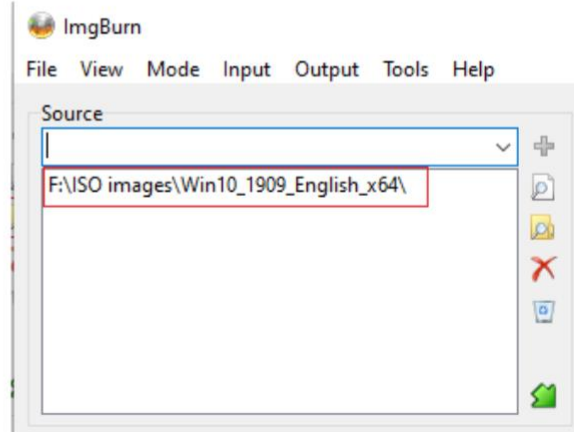 ImgBurn
File View Mode Input Output Tools Help
Source
F:\ISO images\Win10_1909_English_x64\